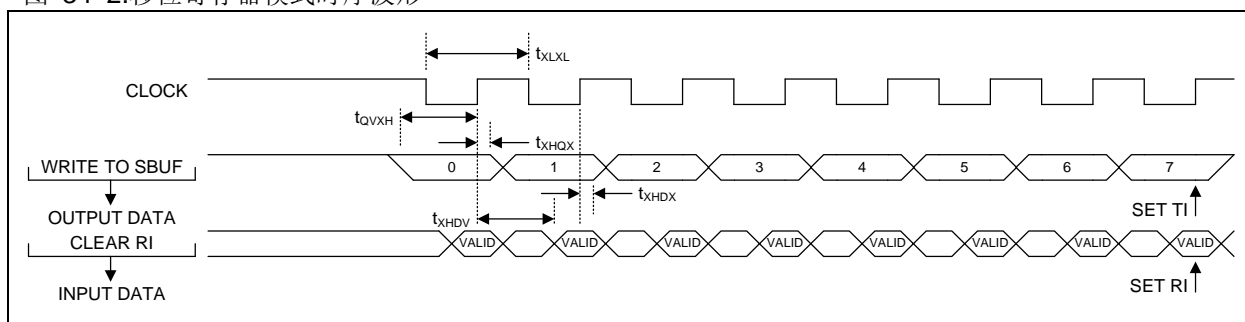 图 31-2.移位寄存器模式时序波形
tXLXL
CLOCK
tQVXH
tXHQX
WRITE TO SBUF
0 1 2 3 4 5 6 7
tXHDX
OUTPUT DATA
tXHDV
SET TI
CLEAR RI
VALID VALID VALID VALID VALID VALID VALID VALID
INPUT DATA
SET RI